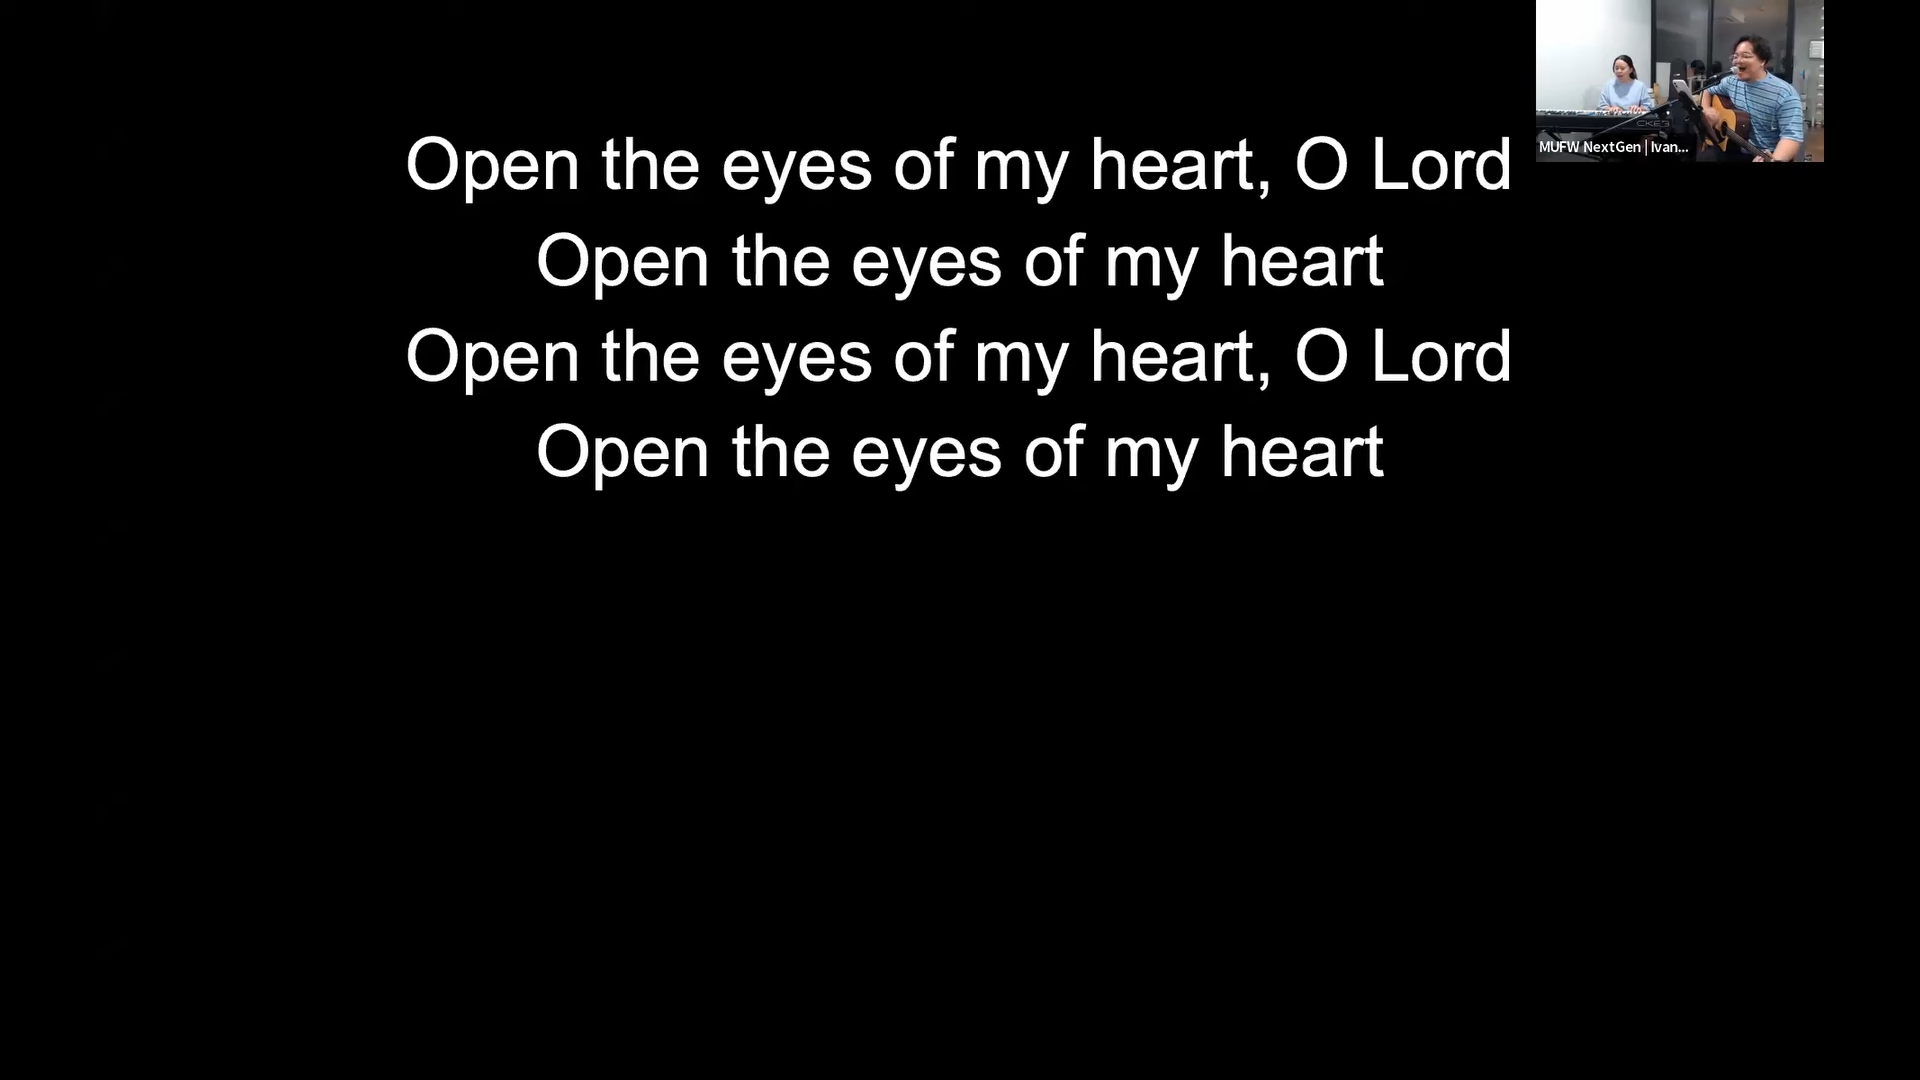 Open the eyes of my heart, O Lord
Open the eyes of my heart
Open the eyes of my heart, O Lord
Open the eyes of my heart
MUFW NextGen | Ivan...